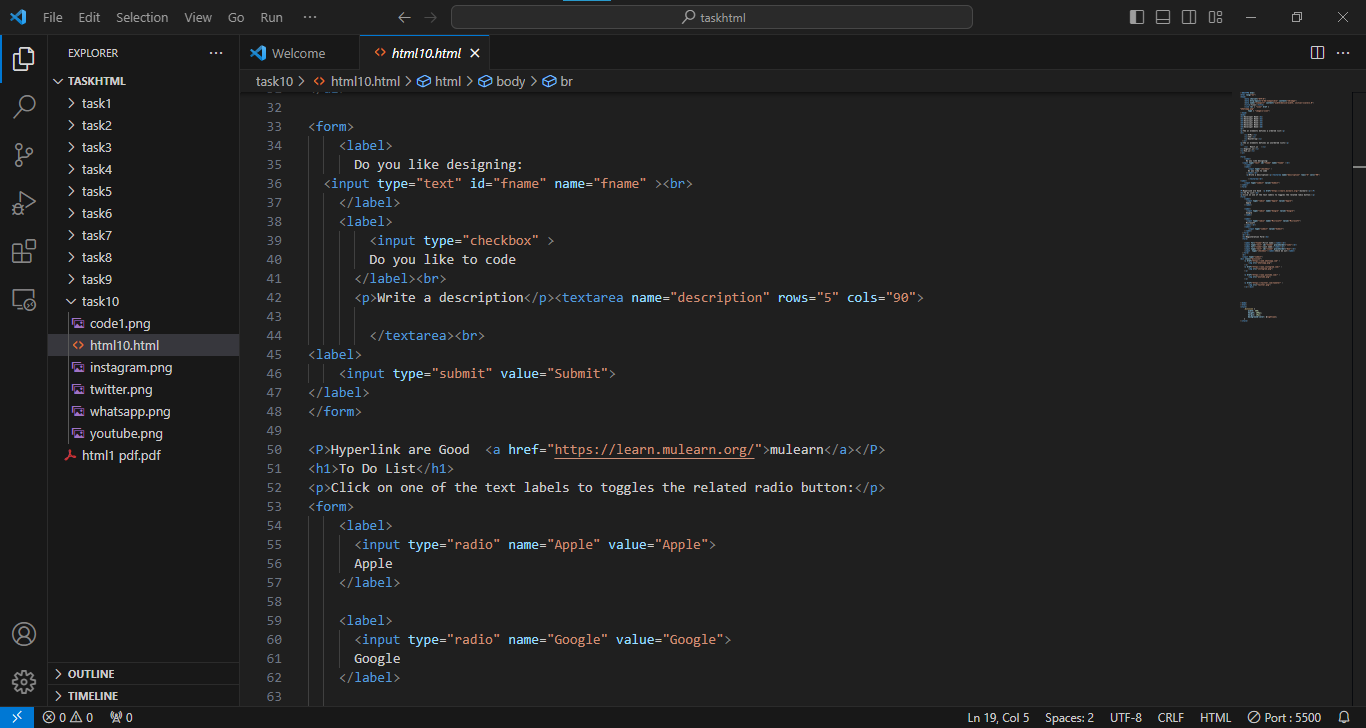 File Edit Selection View Go Run ···
taskhtml
EXPLORER
TASKHTML
task1
task2
task3
task4
task5
task6
task7
task8
task9
task10
code1.png
html10.html
instagram.png
twitter.png
whatsapp.png
youtube.png
html1 pdf.pdf
OUTLINE
TIMELINE
Welcome html10.html
task10 > html10.html > html > body > br
32
33 <form>
34 <label>
35 Do you like designing:
36 <input type="text" id="fname" name="fname" ><br>
37 </label>
38 <label>
39 <input type="checkbox" >
40 Do you like to code
41 </label><br>
42 <p>Write a description</p><textarea name="description" rows="5" cols="90">
43
44 </textarea><br>
45 <label>
46 <input type="submit" value="Submit">
47 </label>
48 </form>
49
50 <P>Hyperlink are Good  <a href="https://learn.mulearn.org/">mulearn</a></P>
51 <h1>To Do List</h1>
52 <p>Click on one of the text labels to toggles the related radio button:</p>
53 <form>
54 <label>
55 <input type="radio" name="Apple" value="Apple">
56 Apple
57 </label>
58
59 <label>
60 <input type="radio" name="Google" value="Google">
61 Google
62 </label>
63
0 0 0 Ln 19, Col 5 Spaces: 2 UTF-8 CRLF HTML Port : 5500